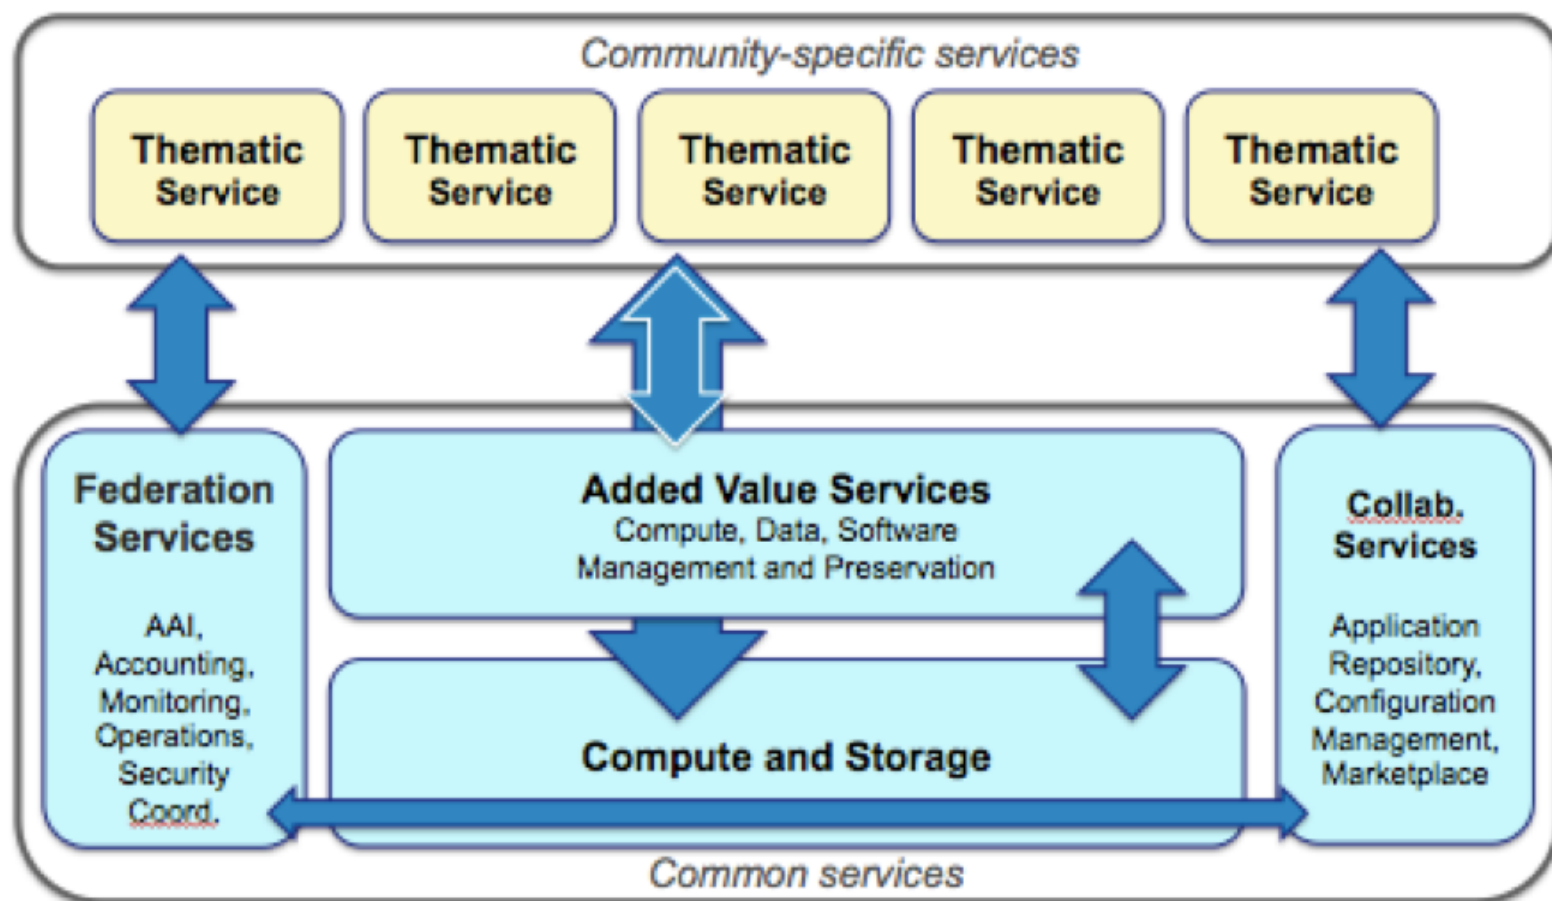 Community-specific services
Thematic
Service
Thematic
Service
Thematic
Service
Thematic
Service
Thematic
Service
Federation
Services
AAI,
Accounting,
Monitoring,
Operations,
Security
Coord.
Added Value Services
Compute, Data, Software
Management and Preservation
Compute and Storage
Collab.
Services
Application
Repository,
Configuration
Management,
Marketplace
Common services